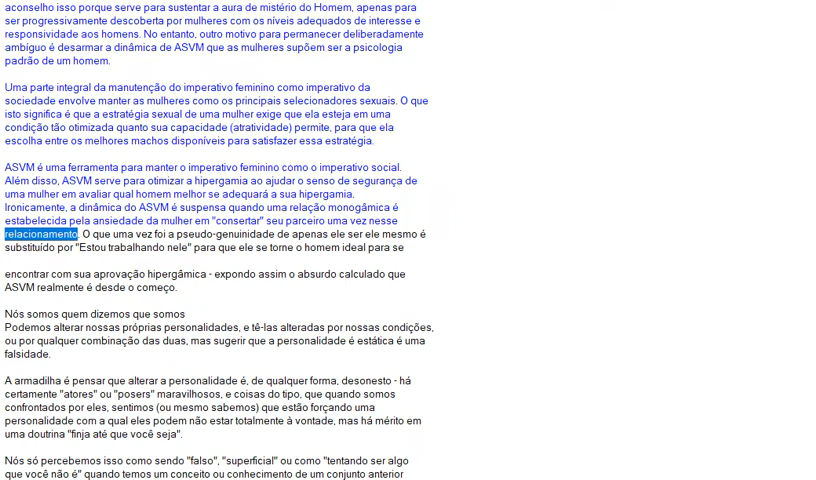 aconselho isso porque serve para sustentar a aura de mistério do Homem, apenas para
ser progressivamente descoberta por mulheres com os níveis adequados de interesse e
responsividade aos homens. No entanto, outro motivo para permanecer deliberadamente
ambíguo é desarmar a dinâmica de ASVM que as mulheres supõem ser a psicologia
padrão de um homem.
Uma parte integral da manutenção do imperativo feminino como imperativo da
sociedade envolve manter as mulheres como os principais selecionadores sexuais. O que
isto significa é que a estratégia sexual de uma mulher exige que ela esteja em uma
condição tão otimizada quanto sua capacidade (atratividade) permite, para que ela
escolha entre os melhores machos disponíveis para satisfazer essa estratégia.
ASVM é uma ferramenta para manter o imperativo feminino como o imperativo social.
Além disso, ASVM serve para otimizar a hipergamia ao ajudar o senso de segurança de
uma mulher em avaliar qual homem melhor se adequará a sua hipergamia.
Ironicamente, a dinâmica do ASVM é suspensa quando uma relação monogâmica é
estabelecida pela ansiedade da mulher em "consertar" seu parceiro uma vez nesse
relacionamento. O que uma vez foi a pseudo-genuinidade de apenas ele ser ele mesmo é
substituído por "Estou trabalhando nele" para que ele se torne o homem ideal para se
encontrar com sua aprovação hipergâmica - expondo assim o absurdo calculado que
ASVM realmente é desde o começo.
Nós somos quem dizemos que somos
Podemos alterar nossas próprias personalidades, e tê-las alteradas por nossas condições,
ou por qualquer combinação das duas, mas sugerir que a personalidade é estática é uma
falsidade.
A armadilha é pensar que alterar a personalidade é, de qualquer forma, desonesto - há
certamente "atores" ou "posers" maravilhosos, e coisas do tipo, que quando somos
confrontados por eles, sentimos (ou mesmo sabemos) que estão forçando uma
personalidade com a qual eles podem não estar totalmente à vontade, mas há mérito em
uma doutrina "finja até que você seja".
Nós só percebemos isso como sendo "falso", "superficial" ou como "tentando ser algo
que você não é" quando temos um conceito ou conhecimento de um conjunto anterior